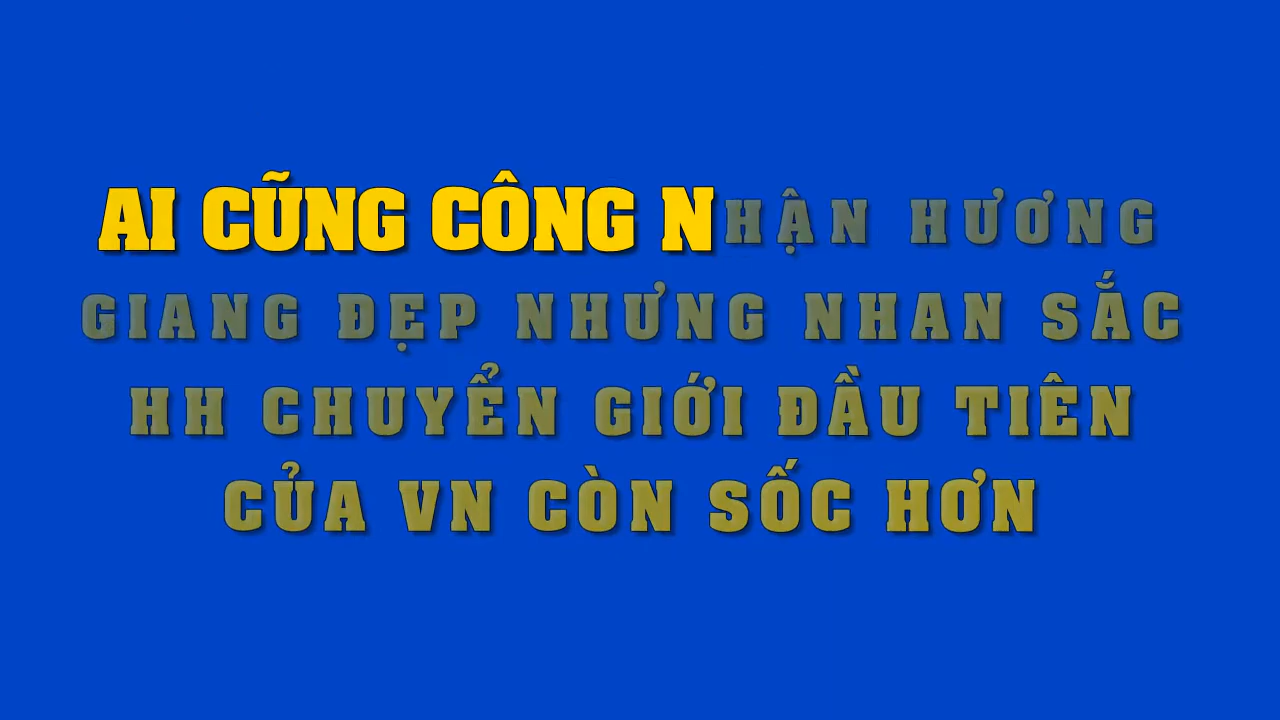 AI CŨNG CÔNG NHẬN HƯƠNG
GIANG ĐẸP NHƯNG NHAN SẮC
HH CHUYỂN GIỚI ĐẦU TIÊN
CỦA VN CÒN SỐC HƠN